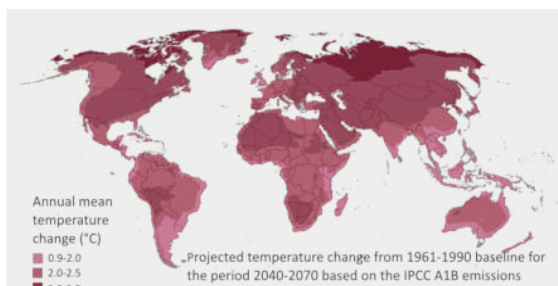 Annual mean
temperature
change (°C)
0.9-2.0
2.0-2.5
Projected temperature change from 1961-1990 baseline for
the period 2040-2070 based on the IPCC A1B emissions